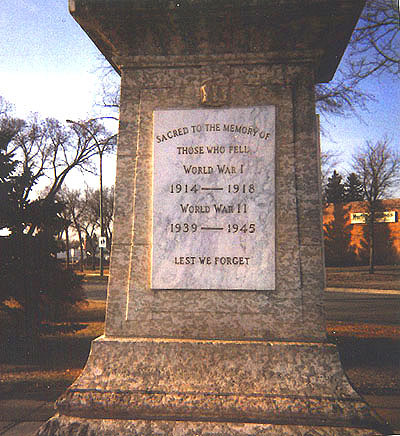 SACRED TO THE MEMORY OF
THOSE WHO FELL
WORLD WAR I
1914 — 1918
WORLD WAR II
1939 — 1945
LEST WE FORGET